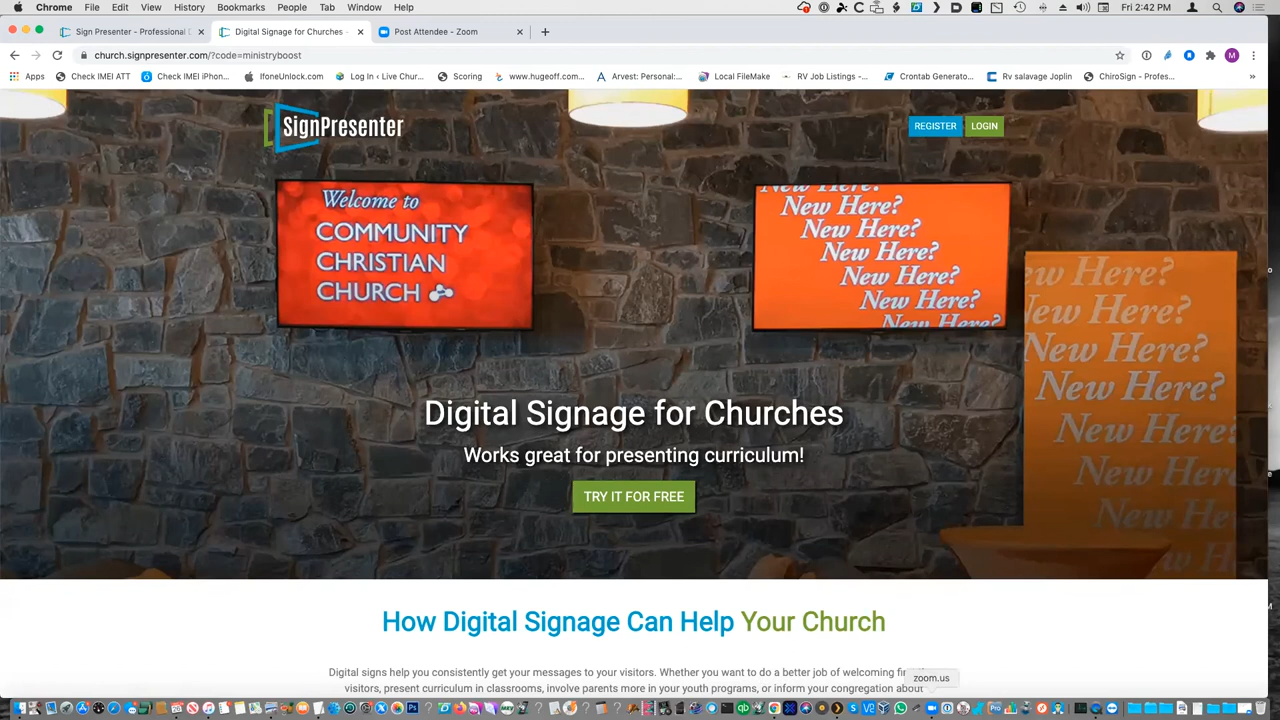 Chrome File Edit View History Bookmarks People Tab Window Help Fri 2:42 PM
Sign Presenter - Professional D Digital Signage for Churches - Post Attendee - Zoom
church.signpresenter.com/?code=ministryboost
Apps Check IMEI ATT Check IMEI iPhon... IfoneUnlock.com Log In ‹ Live Chur... Scoring www.hugeoff.com... Arvest: Personal:... Local FileMake RV Job Listings -... Crontab Generato... Rv salavage Joplin ChiroSign - Profes... »
SignPresenter
REGISTER LOGIN
Welcome to
COMMUNITY
CHRISTIAN
CHURCH
New Here?
New Here?
New Here?
New Here?
New Here?
New Here?
New Here?
ew Here?
New Here?
New Here?
New Here?
New Here?
New Here
New He
Digital Signage for Churches
Works great for presenting curriculum!
TRY IT FOR FREE
How Digital Signage Can Help Your Church
Digital signs help you consistently get your messages to your visitors. Whether you want to do a better job of welcoming
visitors, present curriculum in classrooms, involve parents more in your youth programs, or inform your congregation about
zoom.us